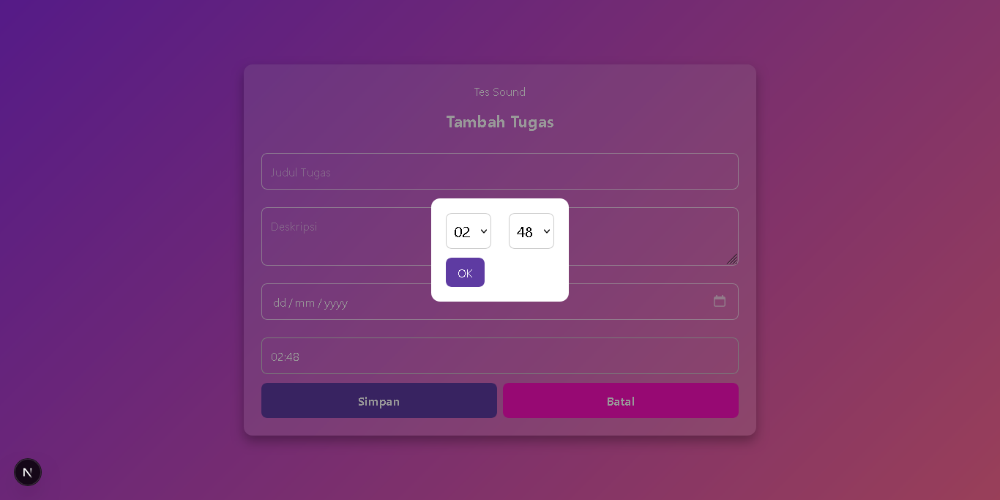 Tes Sound
Tambah Tugas
Judul Tugas
Deskripsi
02 48
OK
dd / mm / yyyy
02:48
Simpan Batal
N